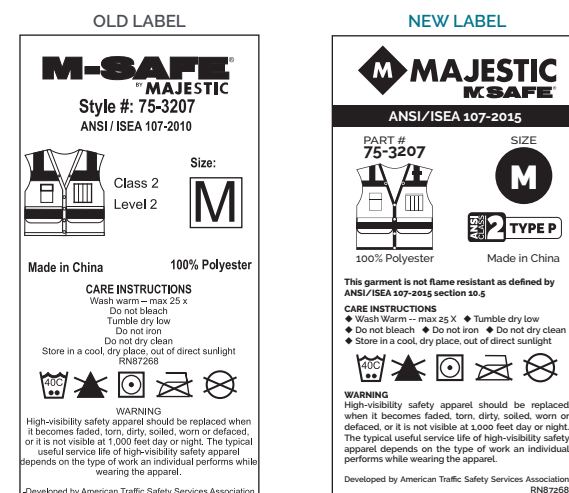 OLD LABEL
M-SAFE®
BY MAJESTIC
Style #: 75-3207
ANSI / ISEA 107-2010
Class 2
Level 2
Size:
M
Made in China
100% Polyester
CARE INSTRUCTIONS
Wash warm – max 25 x
Do not bleach
Tumble dry low
Do not iron
Do not dry clean
Store in a cool, dry place, out of direct sunlight
RN87268
40C
WARNING
High-visibility safety apparel should be replaced when
it becomes faded, torn, dirty, soiled, worn or defaced,
or it is not visible at 1,000 feet day or night. The typical
useful service life of high-visibility safety apparel
depends on the type of work an individual performs while
wearing the apparel.
-Developed by American Traffic Safety Services Association
NEW LABEL
M MAJESTIC
M-SAFE®
ANSI/ISEA 107-2015
PART #
75-3207
SIZE
M
ANSI CLASS 2 TYPE P
100% Polyester
Made in China
This garment is not flame resistant as defined by
ANSI/ISEA 107-2015 section 10.5
CARE INSTRUCTIONS
◆ Wash Warm -- max 25 X ◆ Tumble dry low
◆ Do not bleach ◆ Do not iron ◆ Do not dry clean
◆ Store in a cool, dry place, out of direct sunlight
40C
WARNING
High-visibility safety apparel should be replaced
when it becomes faded, torn, dirty, soiled, worn or
defaced, or it is not visible at 1,000 feet day or night.
The typical useful service life of high-visibility safety
apparel depends on the type of work an individual
performs while wearing the apparel.
Developed by American Traffic Safety Services Association
RN87268